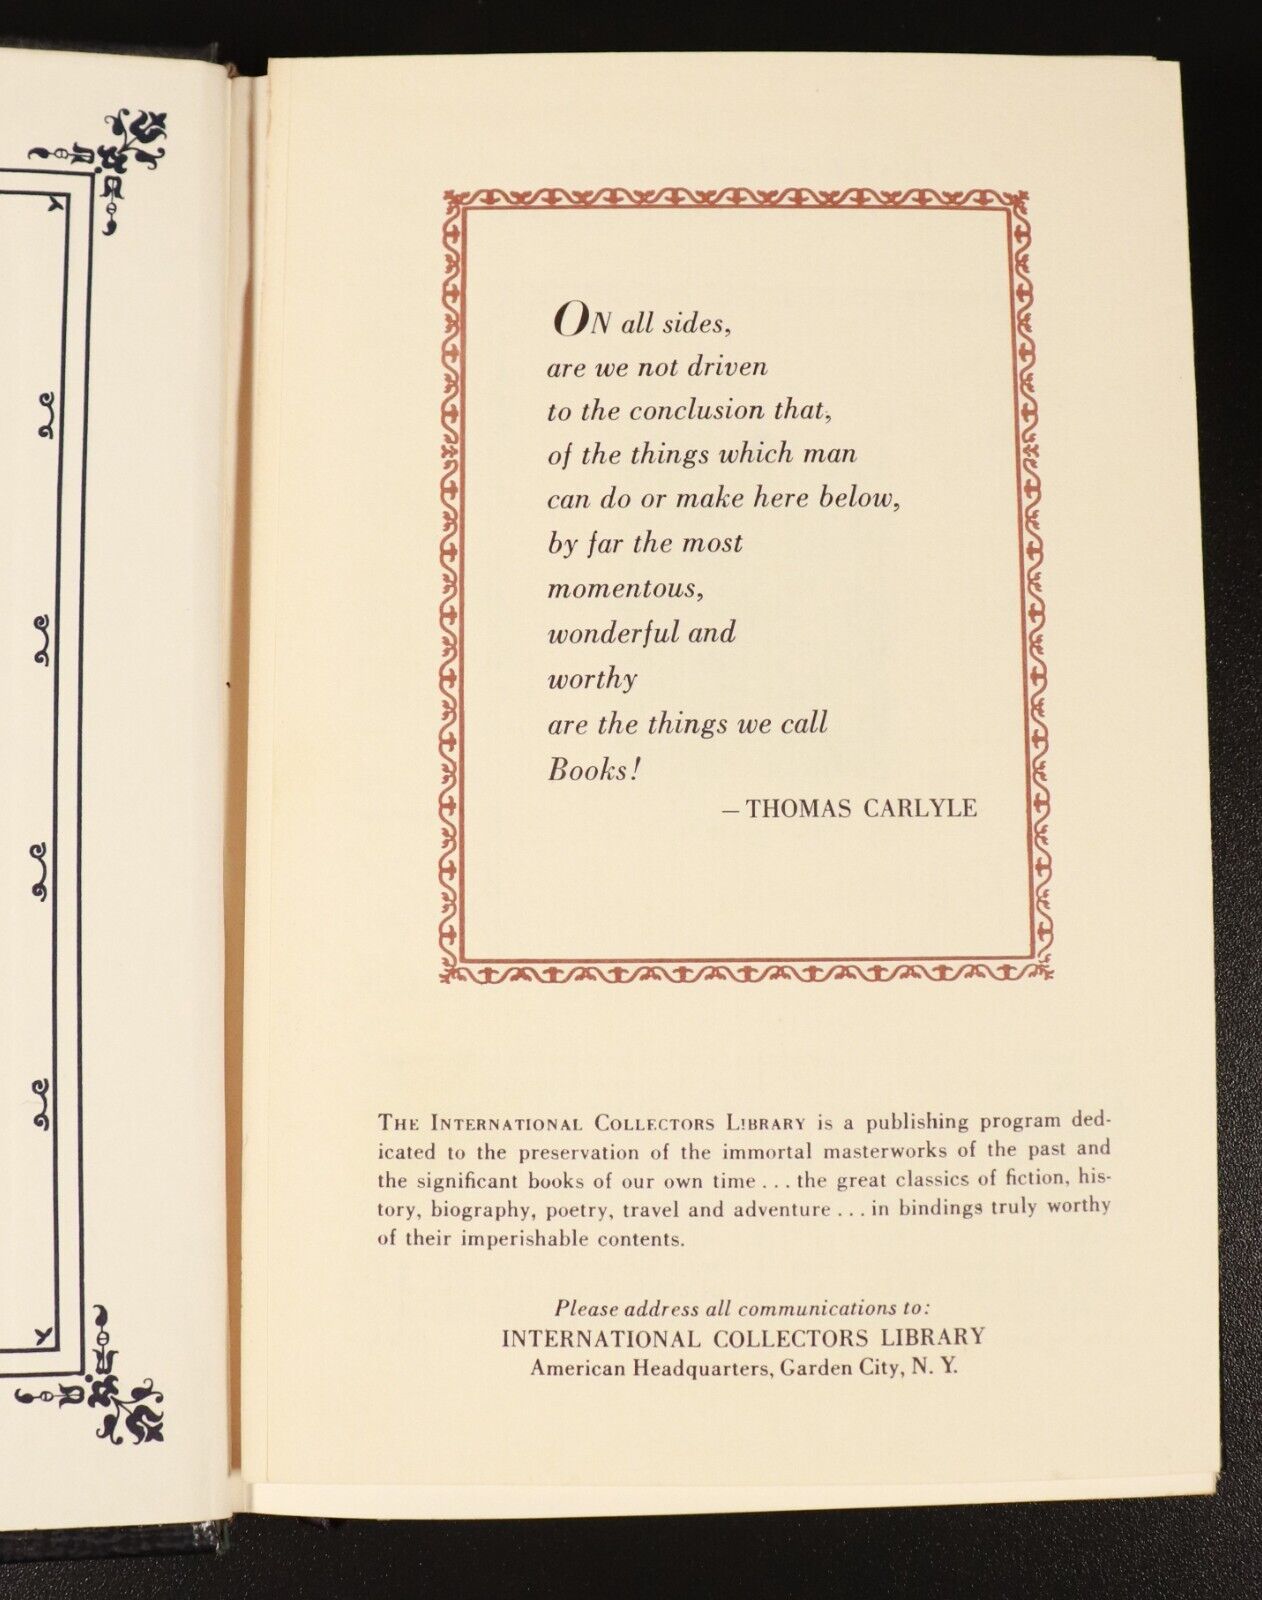 ON all sides,
are we not driven
to the conclusion that,
of the things which man
can do or make here below,
by far the most
momentous,
wonderful and
worthy
are the things we call
Books!
—THOMAS CARLYLE
THE INTERNATIONAL COLLECTORS LIBRARY is a publishing program ded-
icated to the preservation of the immortal masterworks of the past and
the significant books of our own time . . . the great classics of fiction, his-
tory, biography, poetry, travel and adventure . . . in bindings truly worthy
of their imperishable contents.
Please address all communications to:
INTERNATIONAL COLLECTORS LIBRARY
American Headquarters, Garden City, N. Y.